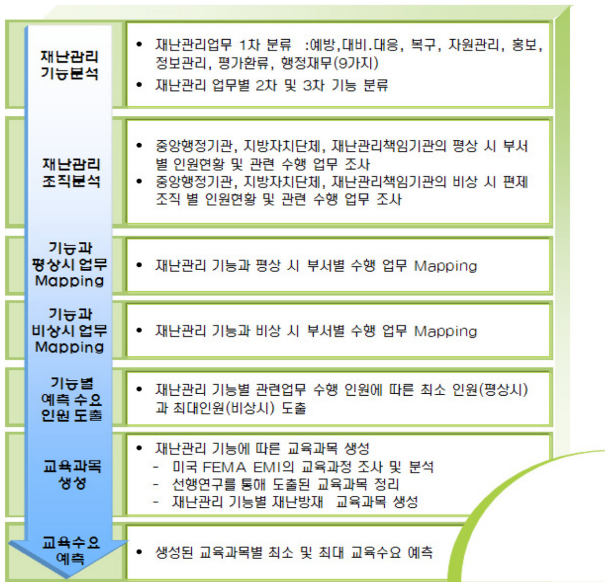 재난관리
기능분석
• 재난관리업무 1차 분류 :예방,대비.대응, 복구, 자원관리, 홍보,
정보관리, 평가환류, 행정재무(9가지)
• 재난관리 업무별 2차 및 3차 기능 분류
재난관리
조직분석
• 중앙행정기관, 지방자치단체, 재난관리책임기관의 평상 시 부서
별 인원현황 및 관련 수행 업무 조사
• 중앙행정기관, 지방자치단체, 재난관리책임기관의 비상 시 편제
조직 별 인원현황 및 관련 수행 업무 조사
기능과
평상시 업무
Mapping
• 재난관리 기능과 평상 시 부서별 수행 업무 Mapping
기능과
비상시 업무
Mapping
• 재난관리 기능과 비상 시 부서별 수행 업무 Mapping
기능별
예측 수요
인원 도출
• 재난관리 기능별 관련업무 수행 인원에 따른 최소 인원(평상시)
과 최대인원(비상시) 도출
교육과목
생성
• 재난관리 기능에 따른 교육과목 생성
- 미국 FEMA EMI의 교육과정 조사 및 분석
- 선행연구를 통해 도출된 교육과목 정리
- 재난관리 기능별 재난방재 교육과목 생성
교육수요
예측
• 생성된 교육과목별 최소 및 최대 교육수요 예측